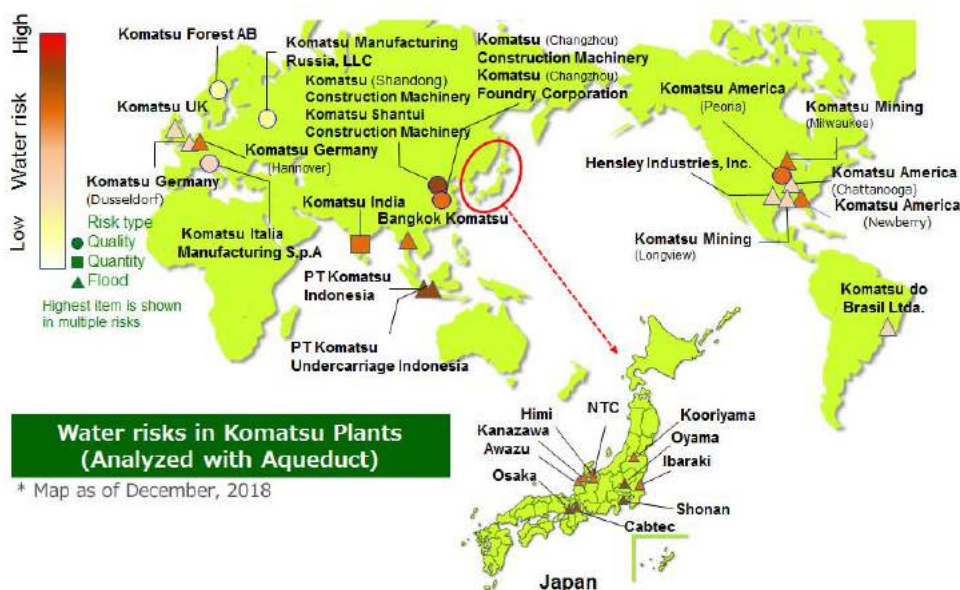 High
Water risk
Low
Risk type
Quality
Quantity
Flood
Highest item is shown
in multiple risks
Komatsu Forest AB
Komatsu Manufacturing
Russia, LLC
Komatsu (Shandong)
Construction Machinery
Komatsu Shantui
Construction Machinery
Komatsu (Changzhou)
Construction Machinery
Komatsu (Changzhou)
Foundry Corporation
Komatsu UK
Komatsu Germany
(Hannover)
Komatsu Germany
(Dusseldorf)
Komatsu Italia
Manufacturing S.p.A
Komatsu India
Bangkok Komatsu
PT Komatsu
Indonesia
PT Komatsu
Undercarriage Indonesia
Komatsu America
(Peoria)
Komatsu Mining
(Milwaukee)
Hensley Industries, Inc.
Komatsu America
(Chattanooga)
Komatsu America
(Newberry)
Komatsu Mining
(Longview)
Komatsu do
Brasil Ltda.
Water risks in Komatsu Plants
(Analyzed with Aqueduct)
* Map as of December, 2018
Himi
NTC
Kanazawa
Awazu
Osaka
Kooriyama
Oyama
Ibaraki
Shonan
Cabtec
Japan